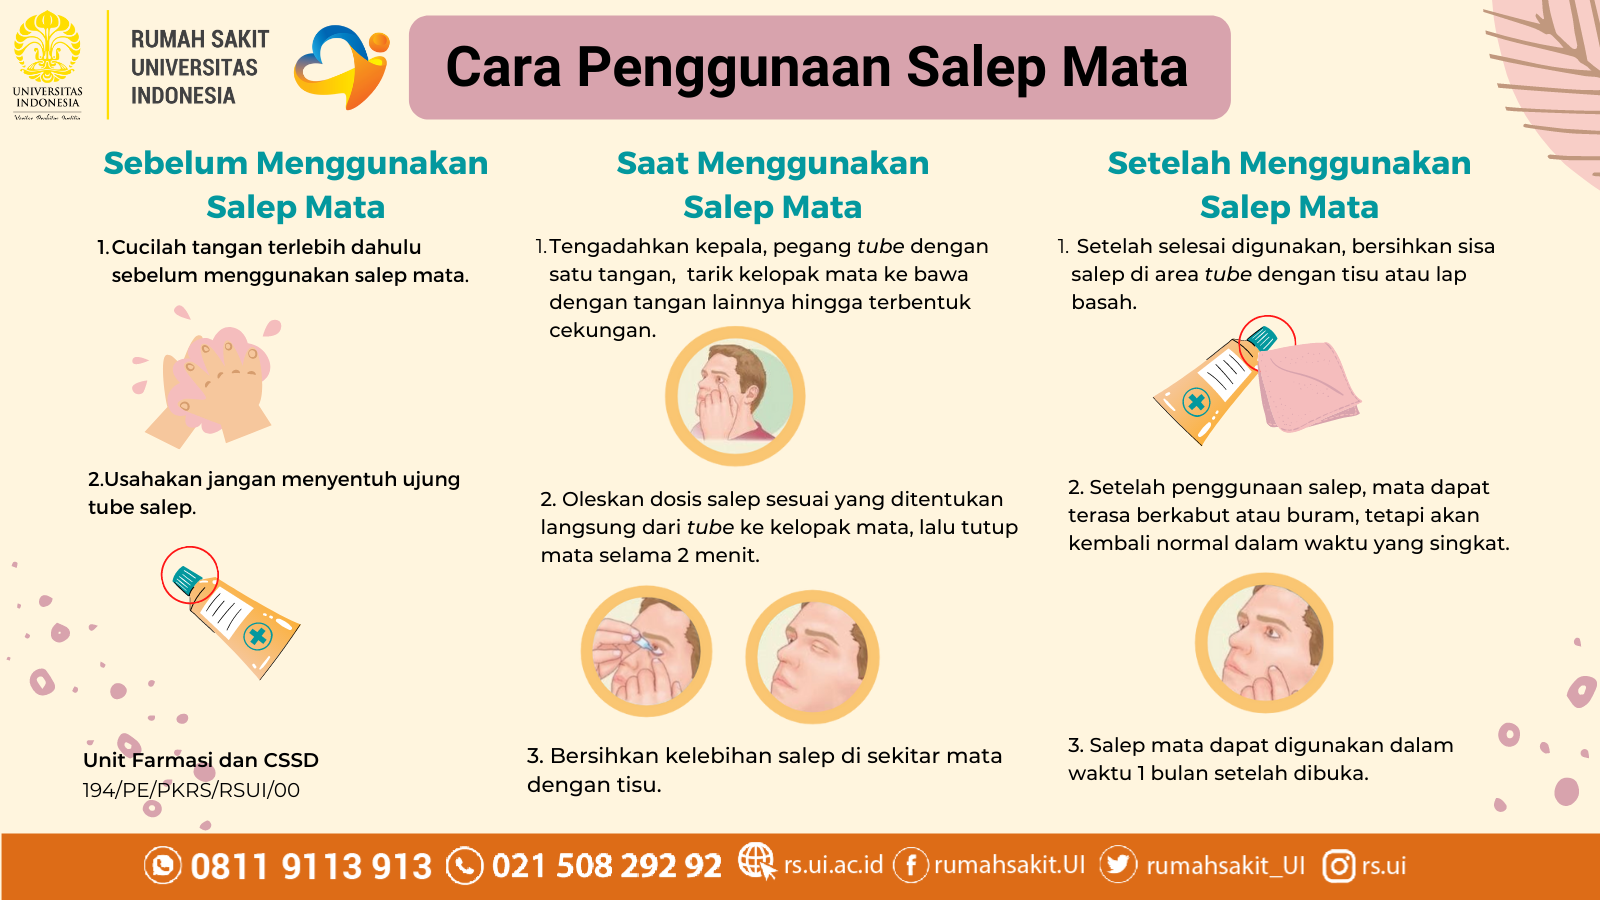 UNIVERSITAS
INDONESIA
Veritas, Probitas, Iustitia
RUMAH SAKIT
UNIVERSITAS
INDONESIA
Cara Penggunaan Salep Mata
Sebelum Menggunakan
Salep Mata
1. Cucilah tangan terlebih dahulu
sebelum menggunakan salep mata.
2.Usahakan jangan menyentuh ujung
tube salep.
Unit Farmasi dan CSSD
194/PE/PKRS/RSUI/00
Saat Menggunakan
Salep Mata
1. Tengadahkan kepala, pegang tube dengan
satu tangan, tarik kelopak mata ke bawa
dengan tangan lainnya hingga terbentuk
cekungan.
2. Oleskan dosis salep sesuai yang ditentukan
langsung dari tube ke kelopak mata, lalu tutup
mata selama 2 menit.
3. Bersihkan kelebihan salep di sekitar mata
dengan tisu.
Setelah Menggunakan
Salep Mata
1. Setelah selesai digunakan, bersihkan sisa
salep di area tube dengan tisu atau lap
basah.
2. Setelah penggunaan salep, mata dapat
terasa berkabut atau buram, tetapi akan
kembali normal dalam waktu yang singkat.
3. Salep mata dapat digunakan dalam
waktu 1 bulan setelah dibuka.
0811 9113 913 021 508 292 92 rs.ui.ac.id rumahsakit.UI rumahsakit_UI rs.ui